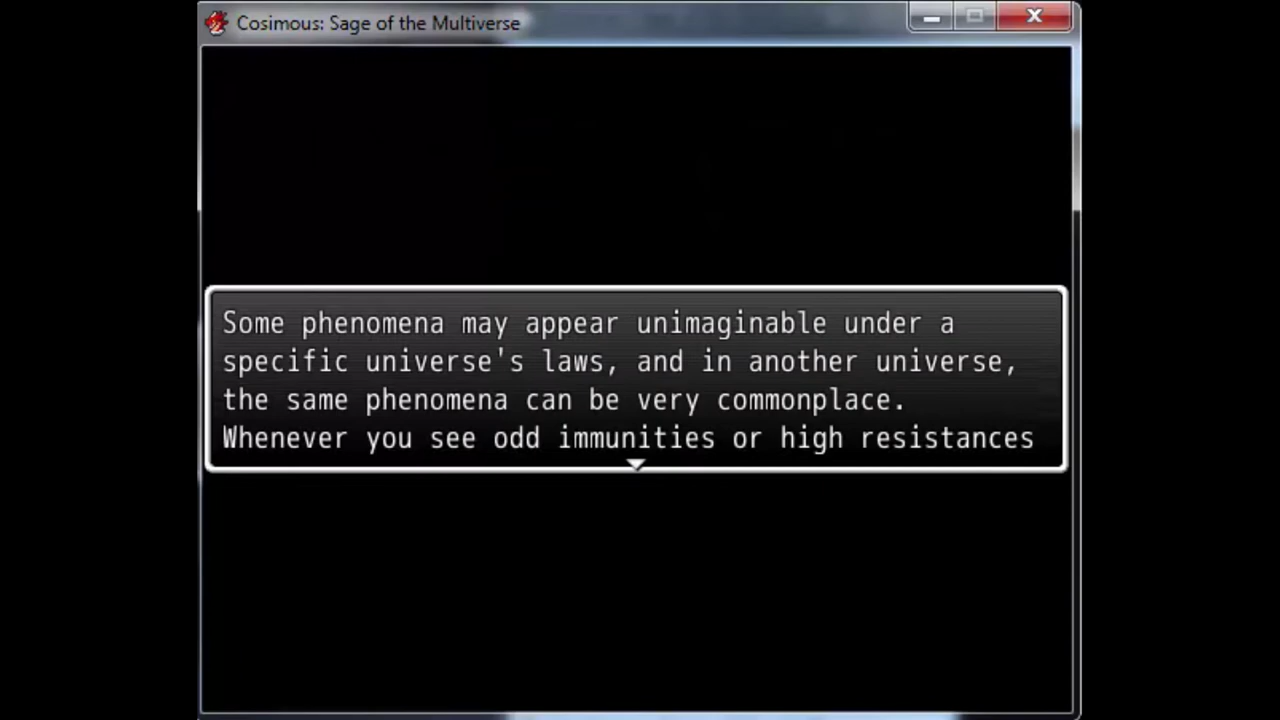 Cosimous: Sage of the Multiverse
Some phenomena may appear unimaginable under a
specific universe's laws, and in another universe,
the same phenomena can be very commonplace.
Whenever you see odd immunities or high resistances